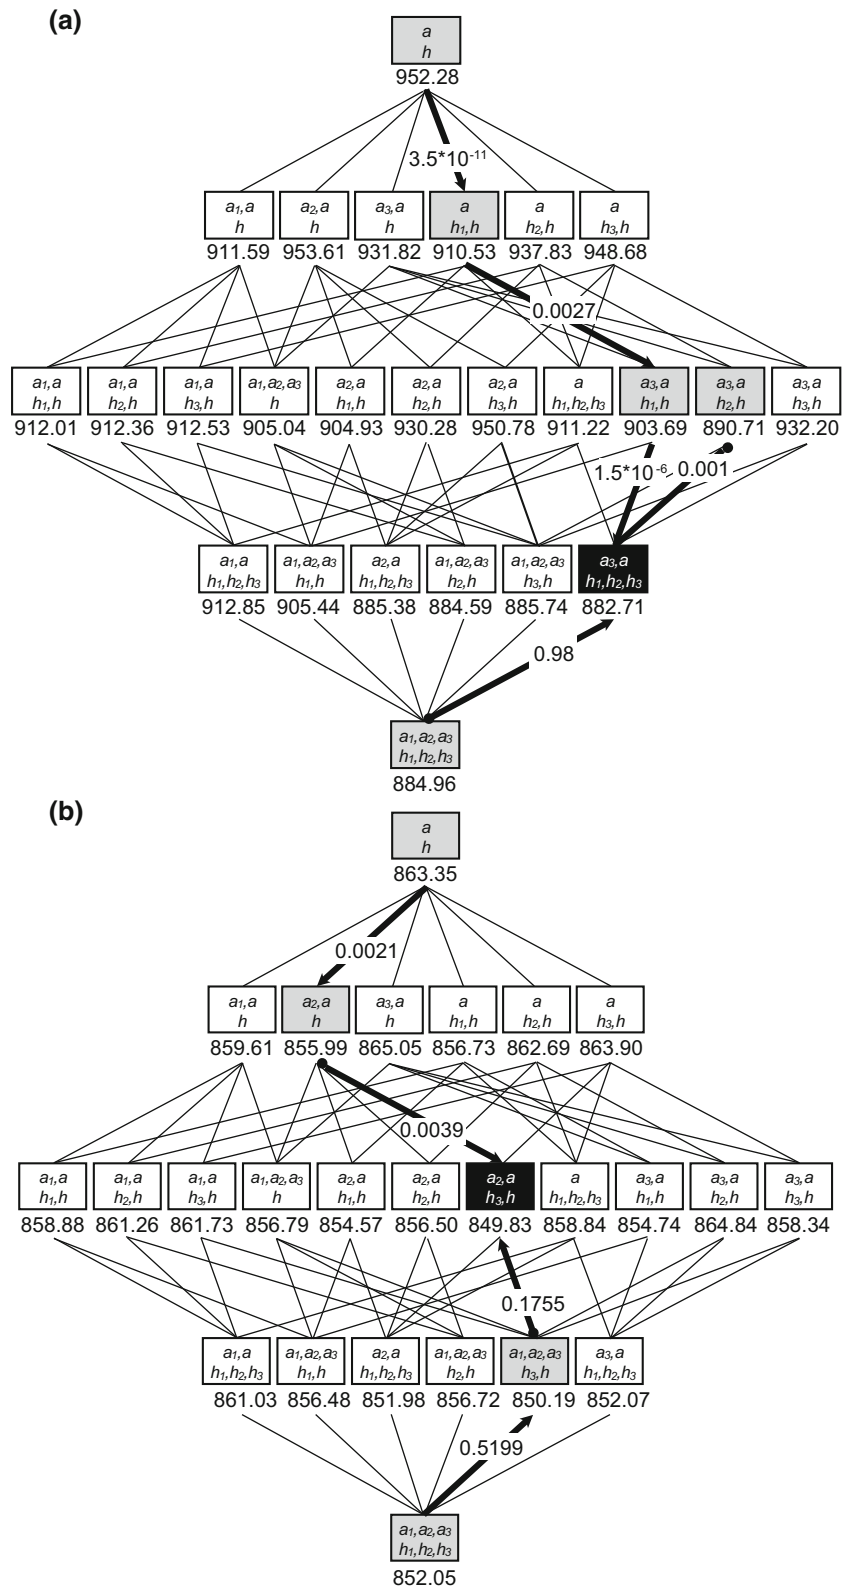 (a)
a
h
952.28
3.5*10-11
a1,a a2,a a3,a a a a
h h h h1,h h2,h h3,h
911.59 953.61 931.82 910.53 937.83 948.68
0.0027
a1,a a1,a a1,a a1,a2,a3 a2,a a2,a a2,a a a3,a a3,a a3,a
h1,h h2,h h3,h h h1,h h2,h h3,h h1,h2,h3 h1,h h2,h h3,h
912.01 912.36 912.53 905.04 904.93 930.28 950.78 911.22 903.69 890.71 932.20
1.5*10-6 0.001
a1,a a1,a2,a3 a2,a a1,a2,a3 a1,a2,a3 a3,a
h1,h2,h3 h1,h h1,h2,h3 h2,h h3,h h1,h2,h3
912.85 905.44 885.38 884.59 885.74 882.71
0.98
a1,a2,a3
h1,h2,h3
884.96
(b)
a
h
863.35
0.0021
a1,a a2,a a3,a a a a
h h h h1,h h2,h h3,h
859.61 855.99 865.05 856.73 862.69 863.90
0.0039
a1,a a1,a a1,a a1,a2,a3 a2,a a2,a a2,a a a3,a a3,a a3,a
h1,h h2,h h3,h h h1,h h2,h h3,h h1,h2,h3 h1,h h2,h h3,h
858.88 861.26 861.73 856.79 854.57 856.50 849.83 858.84 854.74 864.84 858.34
0.1755
a1,a a1,a2,a3 a2,a a1,a2,a3 a1,a2,a3 a3,a
h1,h2,h3 h1,h h1,h2,h3 h2,h h3,h h1,h2,h3
861.03 856.48 851.98 856.72 850.19 852.07
0.5199
a1,a2,a3
h1,h2,h3
852.05